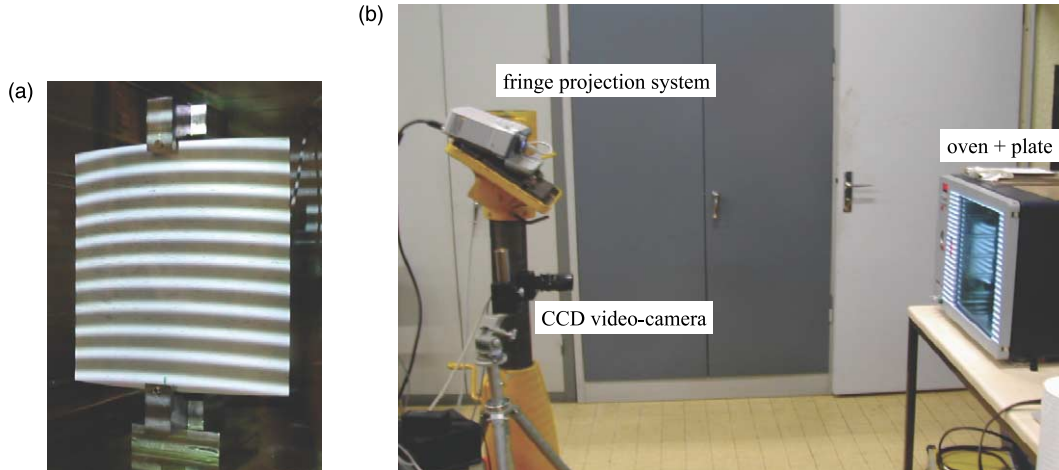 (a)
(b)
fringe projection system
oven + plate
CCD video-camera